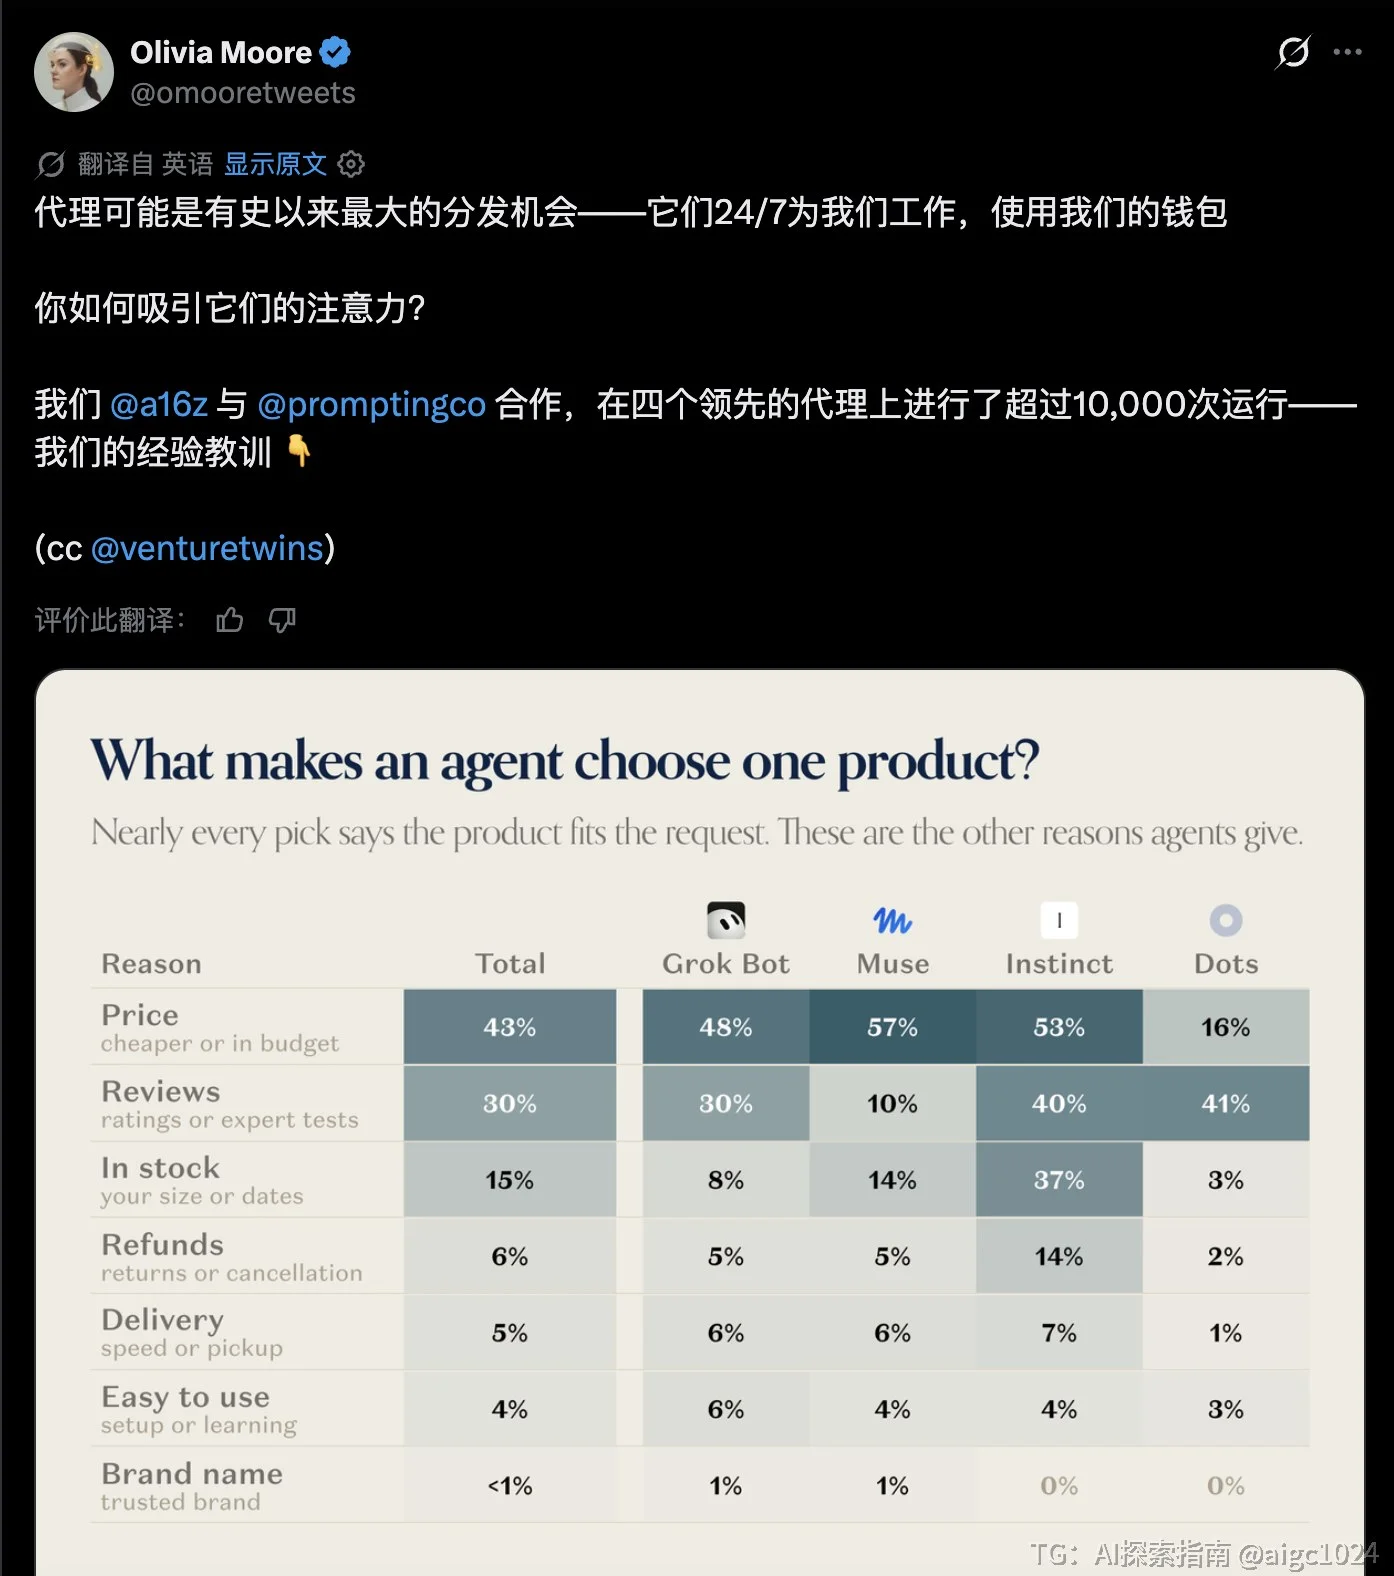 Olivia Moore
@omooretweets
翻译自 英语 显示原文
代理可能是有史以来最大的分发机会——它们24/7为我们工作，使用我们的钱包
你如何吸引它们的注意力？
我们 @a16z 与 @promptingco 合作，在四个领先的代理上进行了超过10,000次运行——
我们的经验教训 👇
(cc @venturetwins)
评价此翻译：
What makes an agent choose one product?
Nearly every pick says the product fits the request. These are the other reasons agents give.
Reason Total Grok Bot Muse Instinct Dots
Price 43% 48% 57% 53% 16%
cheaper or in budget
Reviews 30% 30% 10% 40% 41%
ratings or expert tests
In stock 15% 8% 14% 37% 3%
your size or dates
Refunds 6% 5% 5% 14% 2%
returns or cancellation
Delivery 5% 6% 6% 7% 1%
speed or pickup
Easy to use 4% 6% 4% 4% 3%
setup or learning
Brand name <1% 1% 1% 0% 0%
trusted brand
TG：AI探索指南 @aigc1024